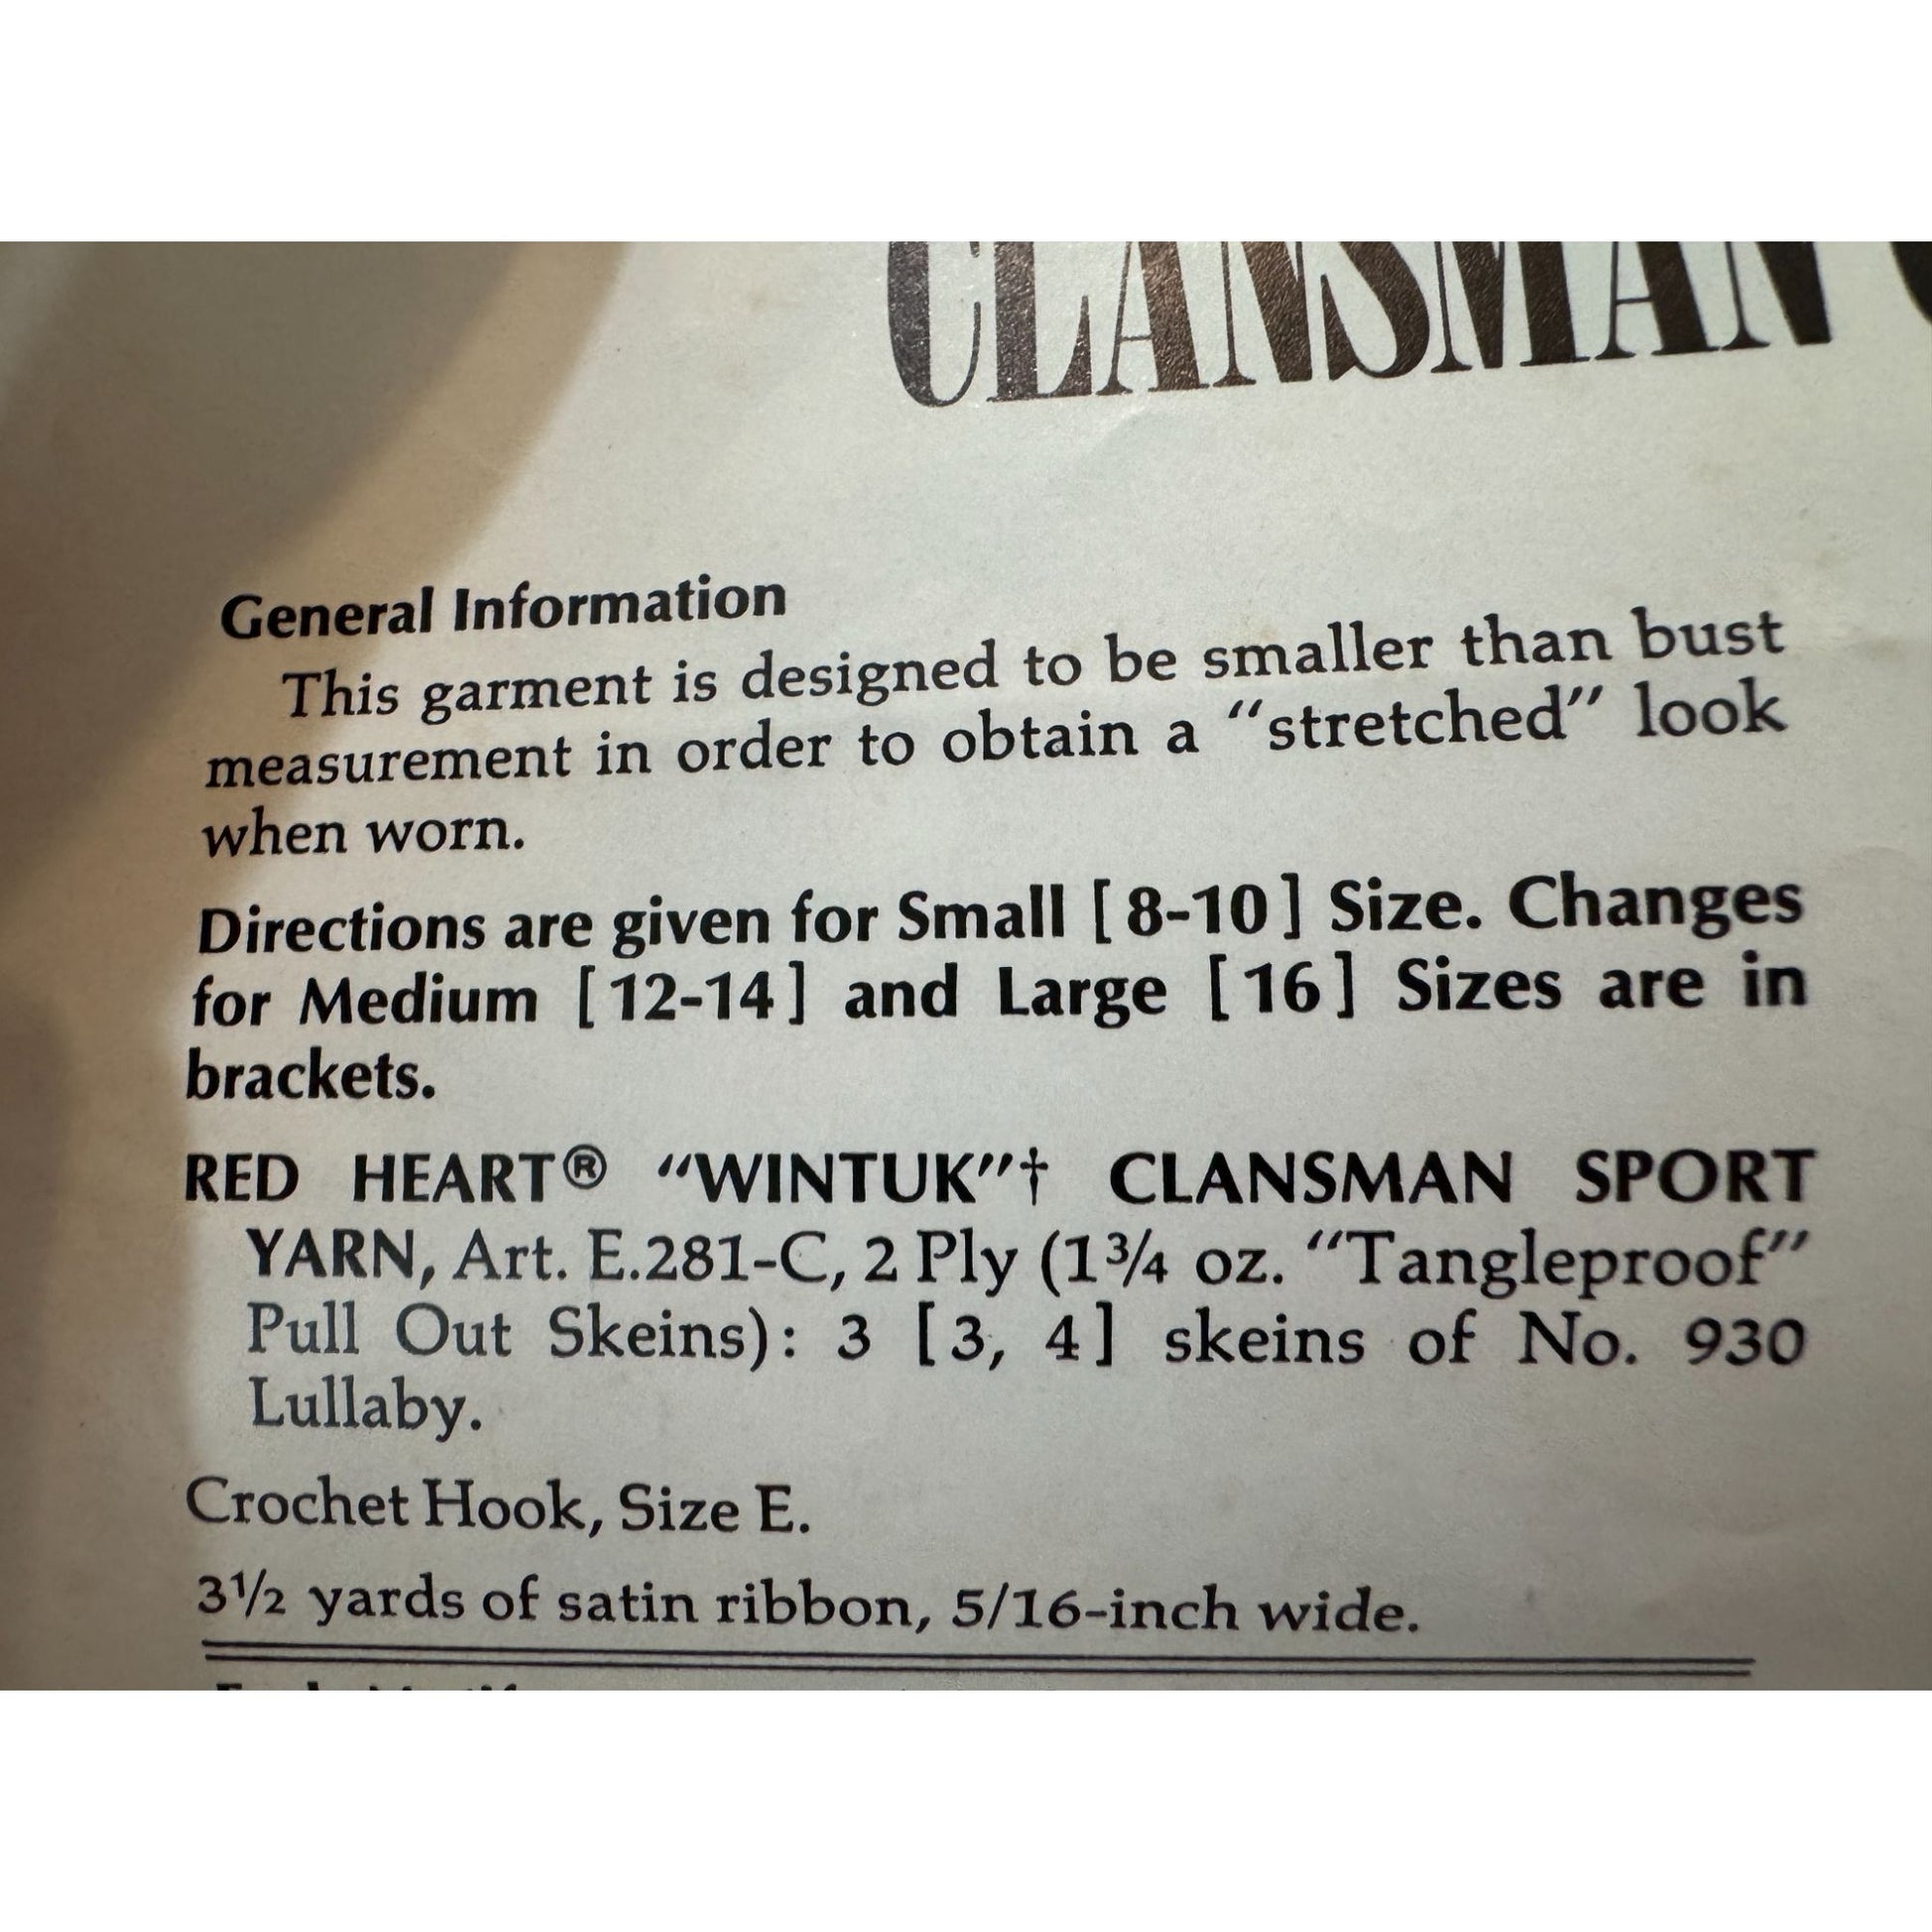 CLANSMAN
General Information
This garment is designed to be smaller than bust
measurement in order to obtain a “stretched” look
when worn.
Directions are given for Small [8-10] Size. Changes
for Medium [12-14] and Large [16] Sizes are in
brackets.
RED HEART® “WINTUK”† CLANSMAN SPORT
YARN, Art. E.281-C, 2 Ply (1¾ oz. “Tangleproof”
Pull Out Skeins): 3 [3, 4] skeins of No. 930
Lullaby.
Crochet Hook, Size E.
3½ yards of satin ribbon, 5/16-inch wide.